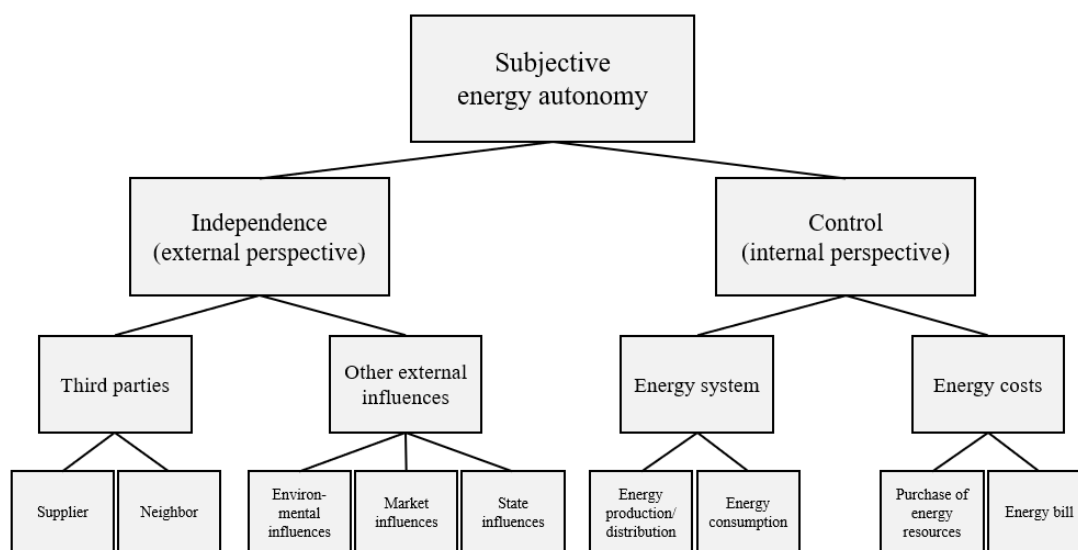 Subjective
energy autonomy
Independence
(external perspective)
Control
(internal perspective)
Third parties
Other external
influences
Energy system
Energy costs
Supplier
Neighbor
Environ-
mental
influences
Market
influences
State
influences
Energy
production/
distribution
Energy
consumption
Purchase of
energy
resources
Energy bill